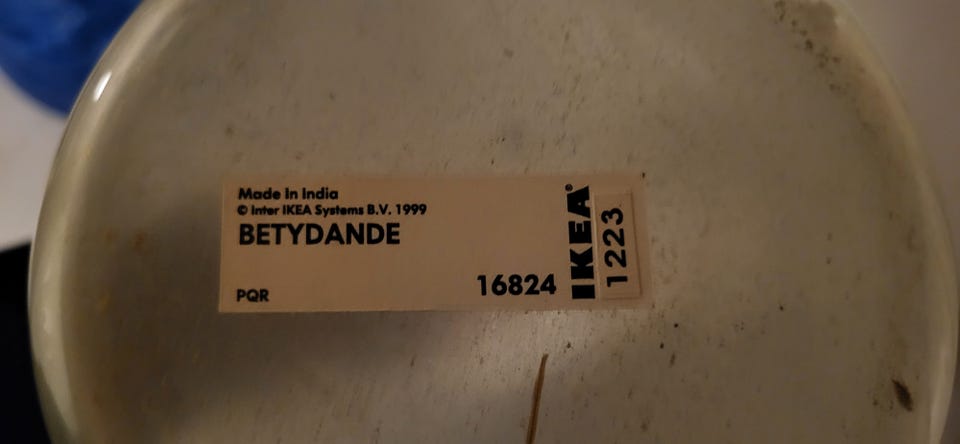 Made In India
© Inter IKEA Systems B.V. 1999
BETYDANDE
PQR
16824
IKEA®
1223